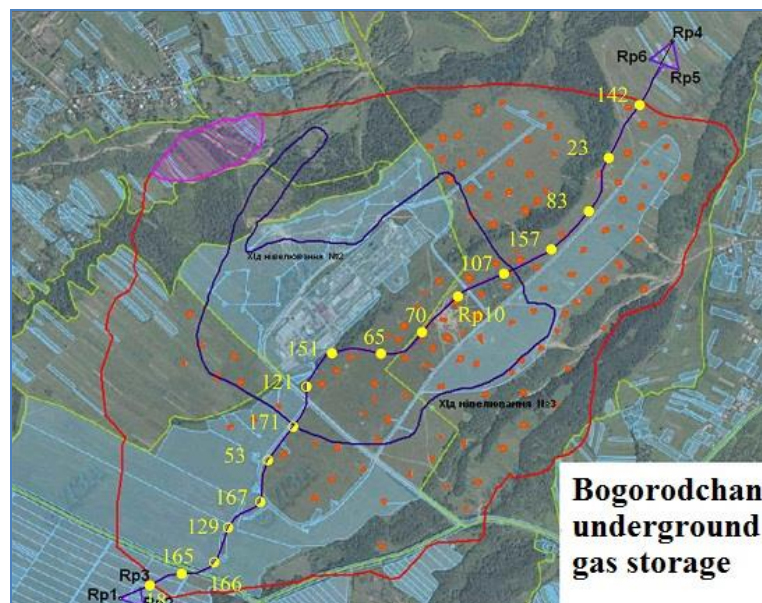 Rp4
Rp6
Rp5
142
23
83
Хід нівелювання №2
157
107
Rp10
70
65
151
121
Хід нівелювання №3
171
53
167
129
165
166
Rp3
Rp1
Bogorodchan
underground
gas storage